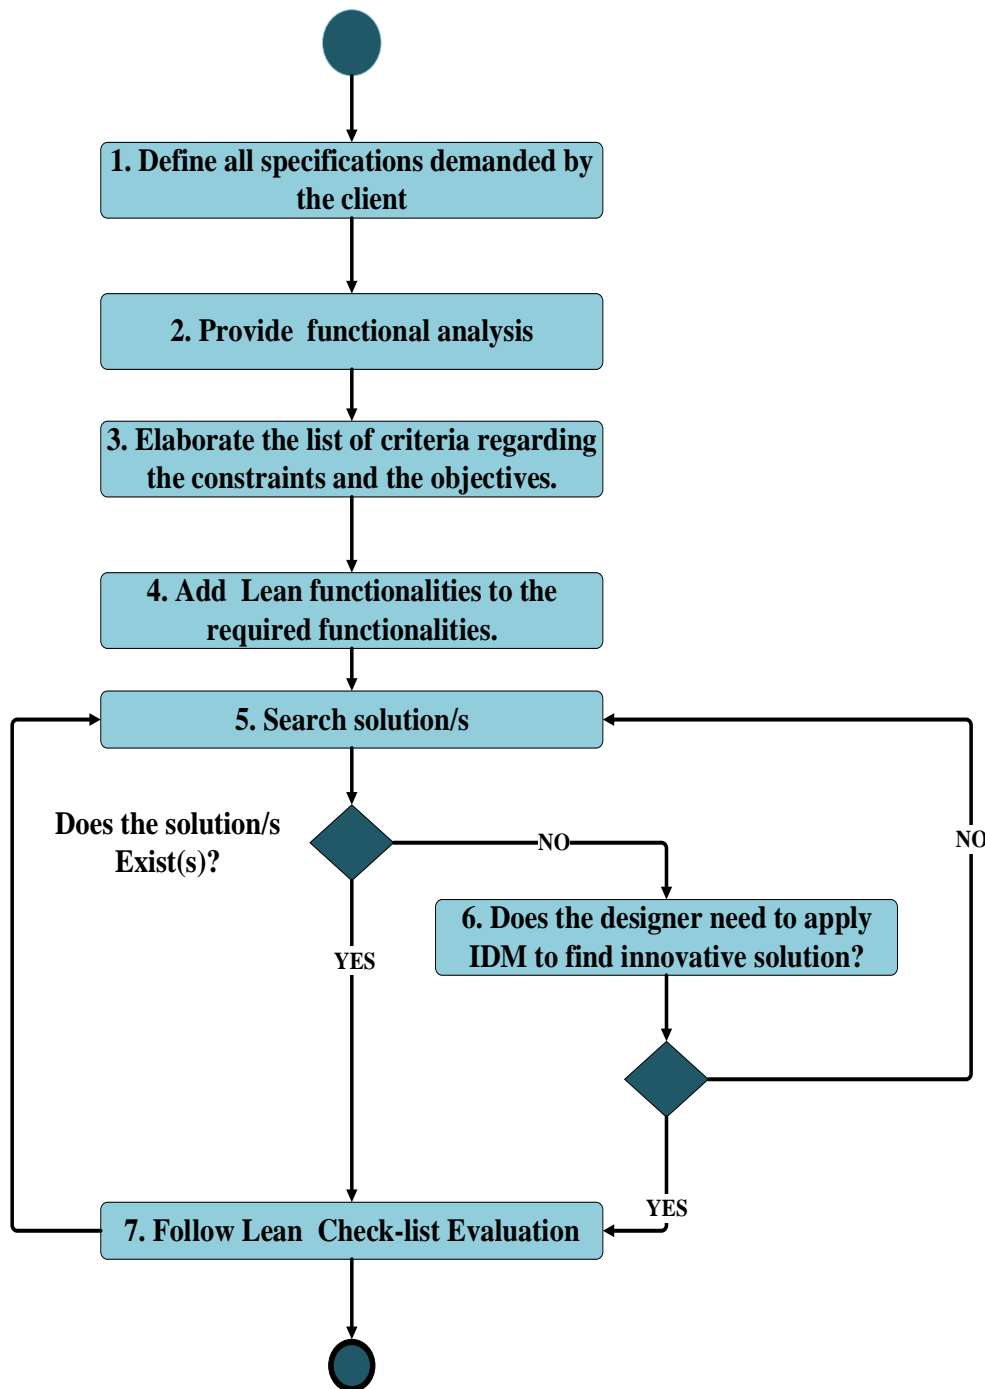 1. Define all specifications demanded by
the client
2. Provide  functional analysis
3. Elaborate the list of criteria regarding
the constraints and the objectives.
4. Add  Lean functionalities to the
required functionalities.
5. Search solution/s
Does the solution/s
Exist(s)?
NO
NO
6. Does the designer need to apply
IDM to find innovative solution?
YES
YES
7. Follow Lean  Check-list Evaluation